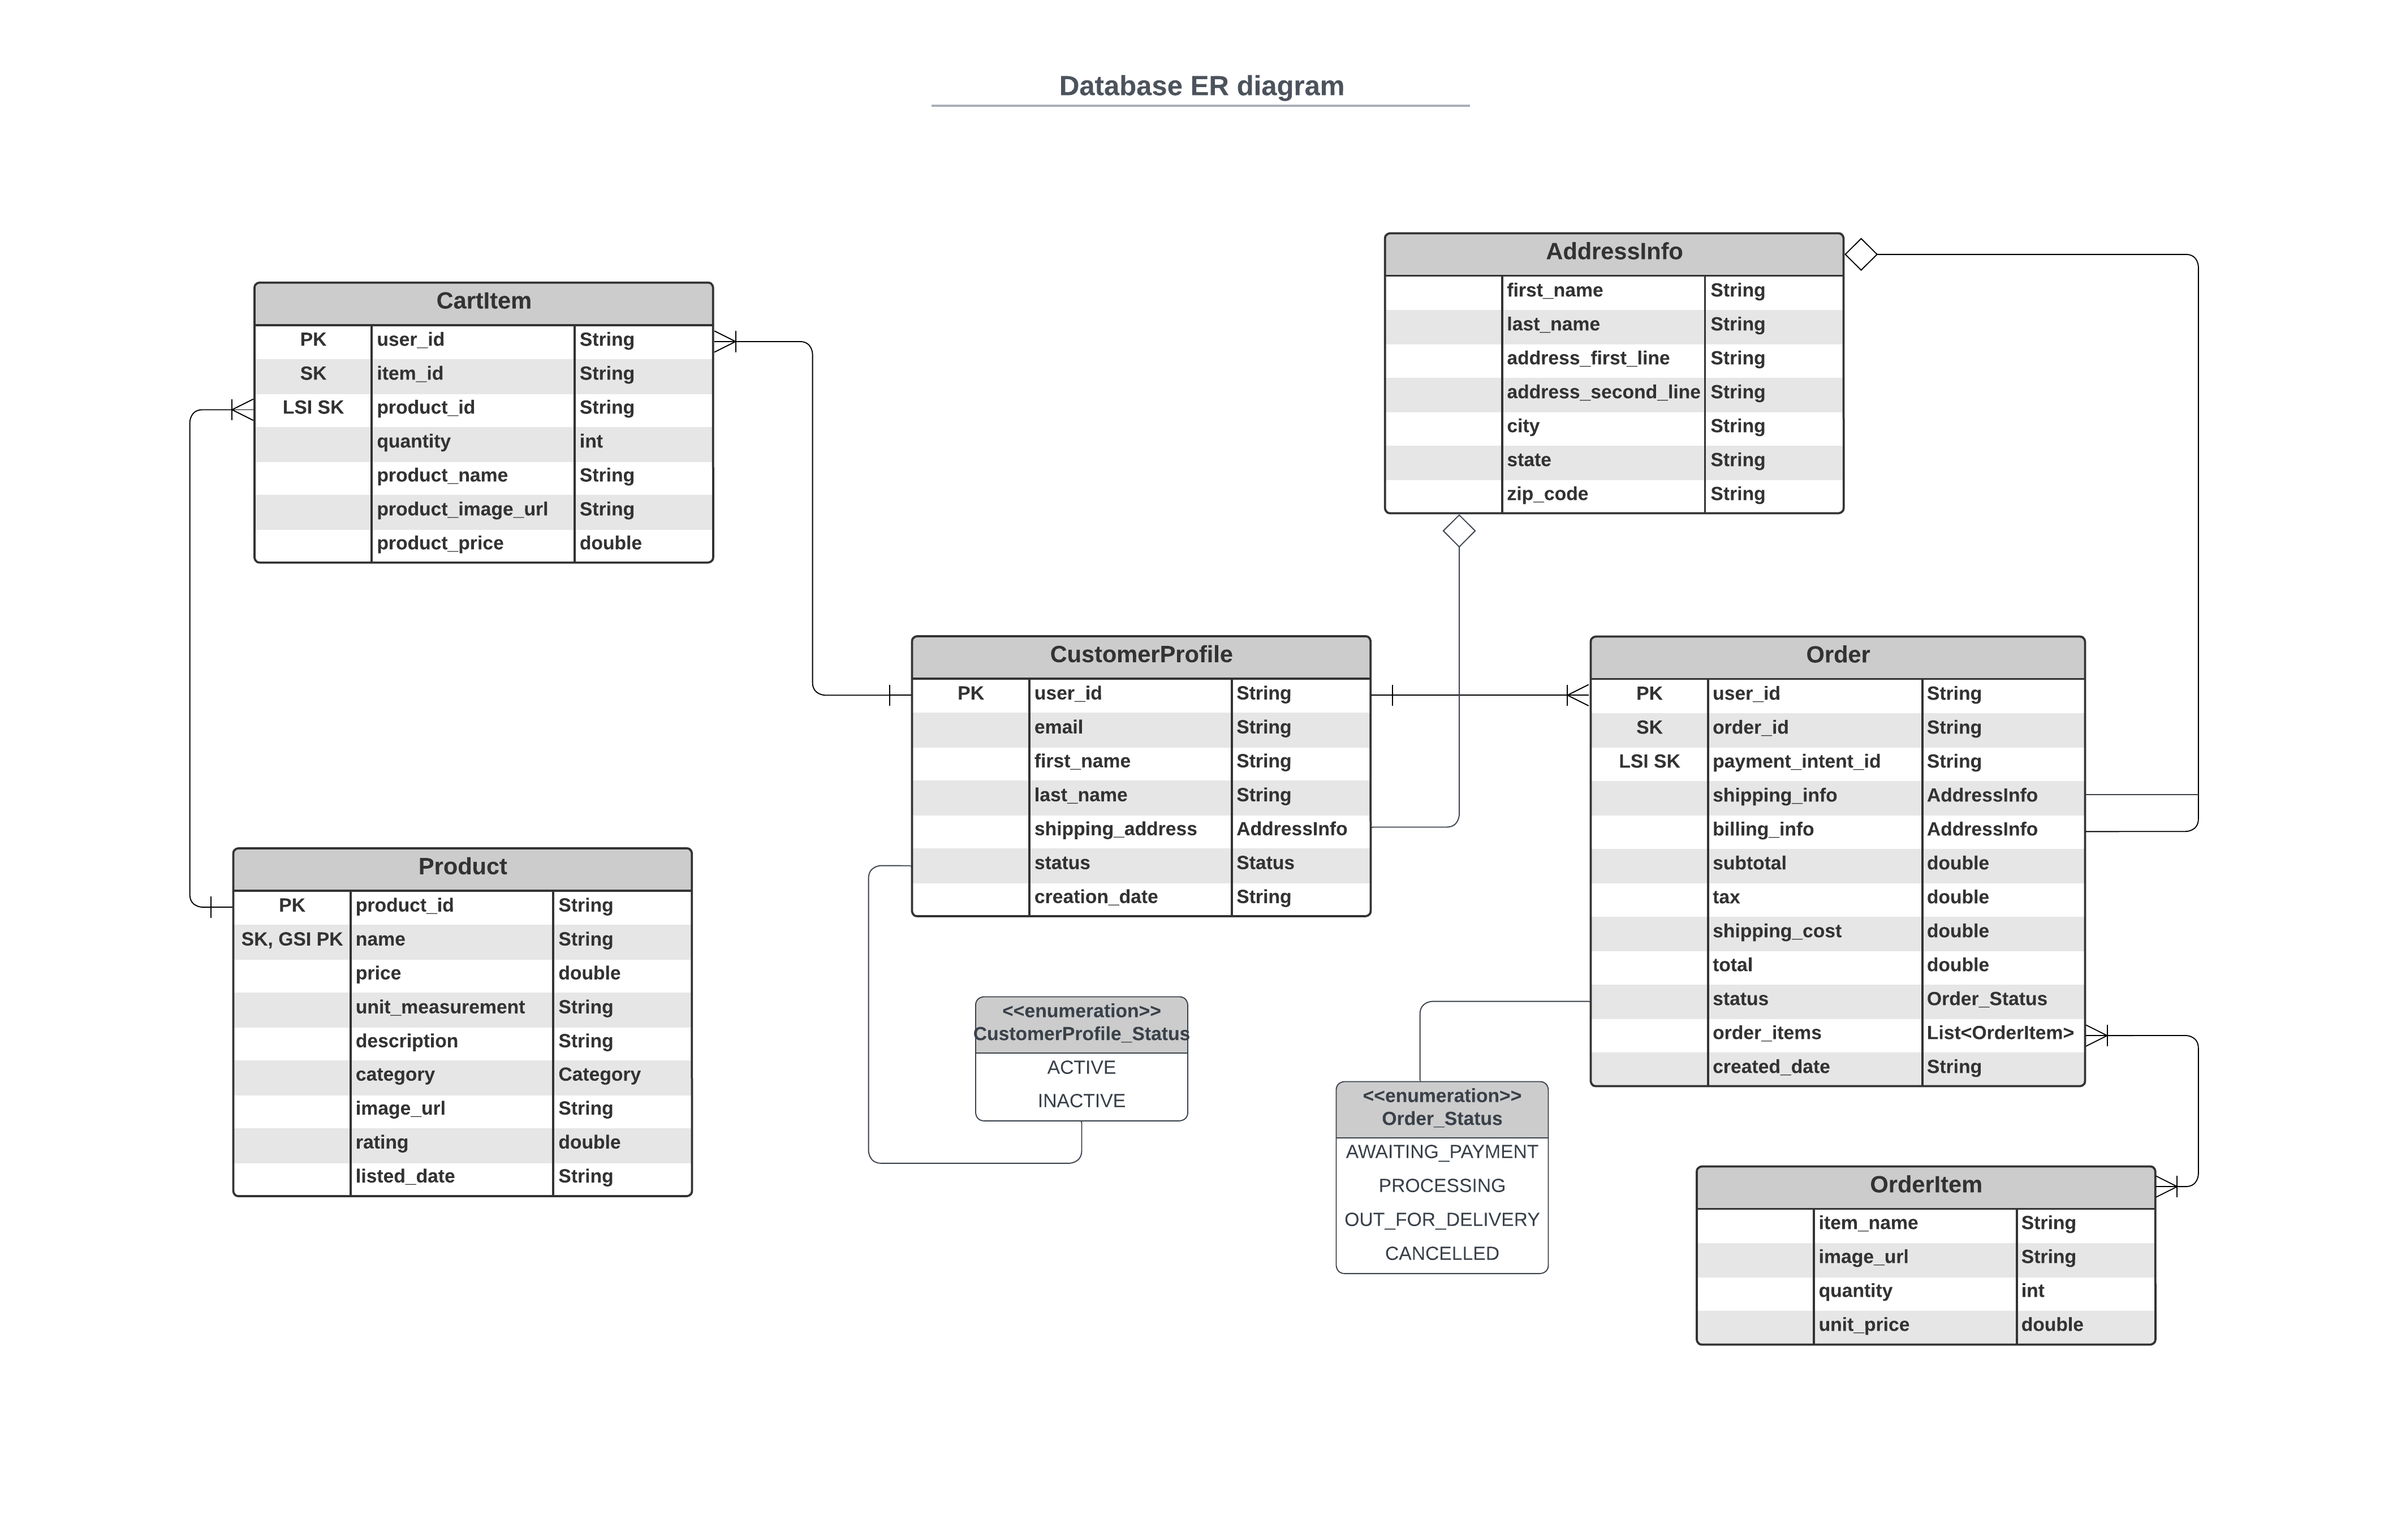 Database ER diagram
CartItem
PK user_id String
SK item_id String
LSI SK product_id String
quantity int
product_name String
product_image_url String
product_price double
AddressInfo
first_name String
last_name String
address_first_line String
address_second_line String
city String
state String
zip_code String
CustomerProfile
PK user_id String
email String
first_name String
last_name String
shipping_address AddressInfo
status Status
creation_date String
Order
PK user_id String
SK order_id String
LSI SK payment_intent_id String
shipping_info AddressInfo
billing_info AddressInfo
subtotal double
tax double
shipping_cost double
total double
status Order_Status
order_items List<OrderItem>
created_date String
Product
PK product_id String
SK, GSI PK name String
price double
unit_measurement String
description String
category Category
image_url String
rating double
listed_date String
<<enumeration>>
CustomerProfile_Status
ACTIVE
INACTIVE
<<enumeration>>
Order_Status
AWAITING_PAYMENT
PROCESSING
OUT_FOR_DELIVERY
CANCELLED
OrderItem
item_name String
image_url String
quantity int
unit_price double